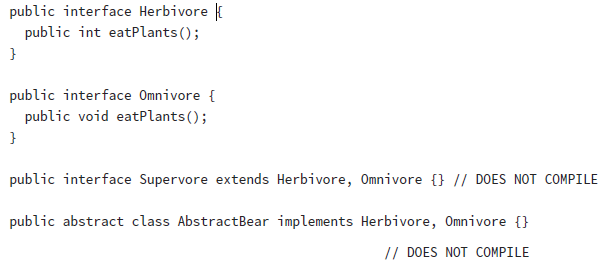 public interface Herbivore {
  public int eatPlants();
}

public interface Omnivore {
  public void eatPlants();
}

public interface Supervore extends Herbivore, Omnivore {} // DOES NOT COMPILE

public abstract class AbstractBear implements Herbivore, Omnivore {}
// DOES NOT COMPILE